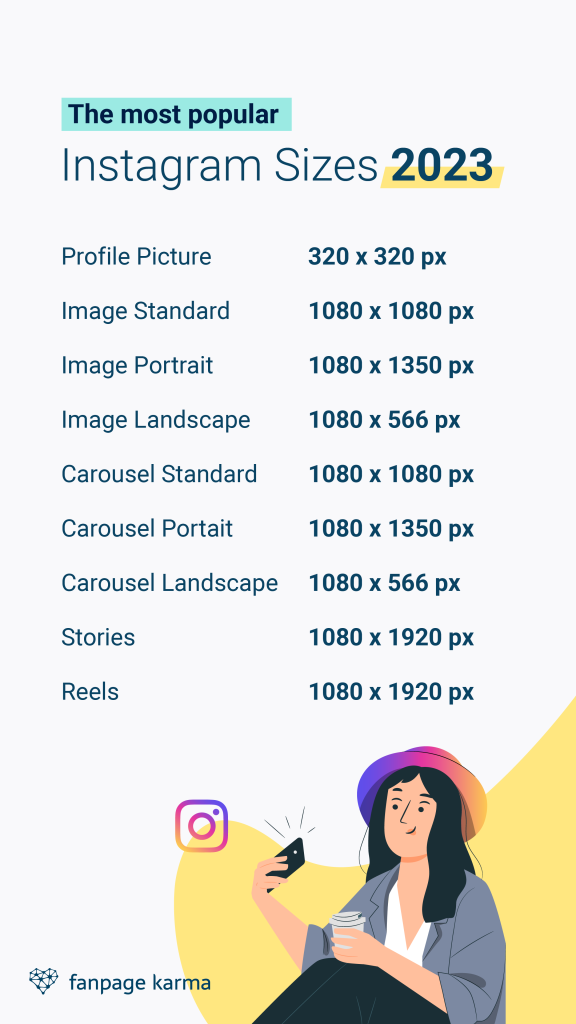 The most popular
Instagram Sizes 2023
Profile Picture 320 x 320 px
Image Standard 1080 x 1080 px
Image Portrait 1080 x 1350 px
Image Landscape 1080 x 566 px
Carousel Standard 1080 x 1080 px
Carousel Portait 1080 x 1350 px
Carousel Landscape 1080 x 566 px
Stories 1080 x 1920 px
Reels 1080 x 1920 px
fanpage karma